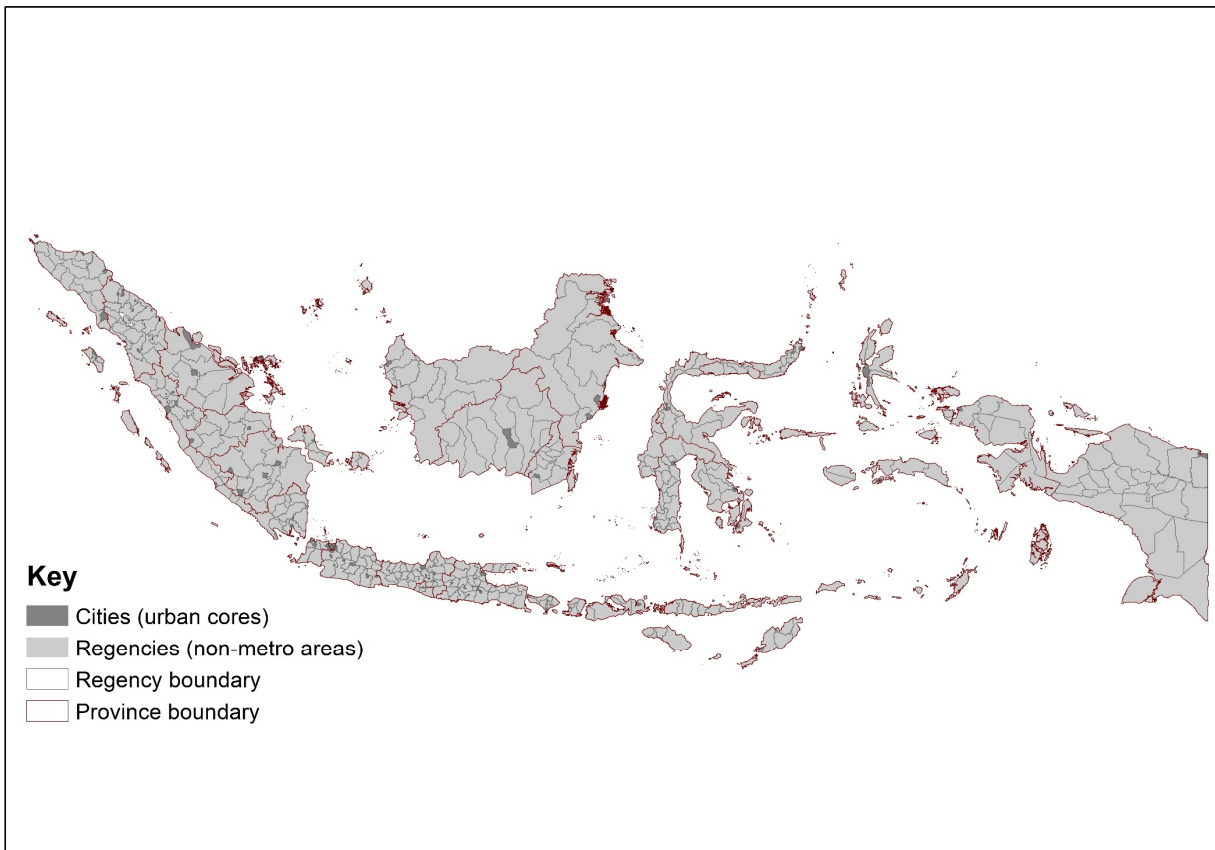 Key
Cities (urban cores)
Regencies (non-metro areas)
Regency boundary
Province boundary